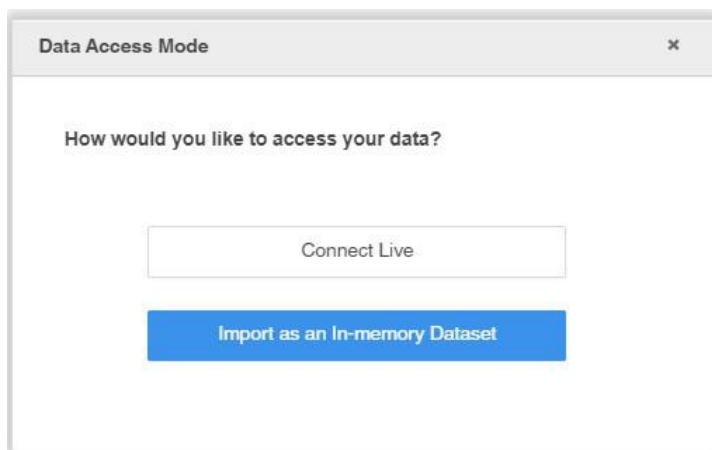 Data Access Mode
How would you like to access your data?
Connect Live
Import as an In-memory Dataset